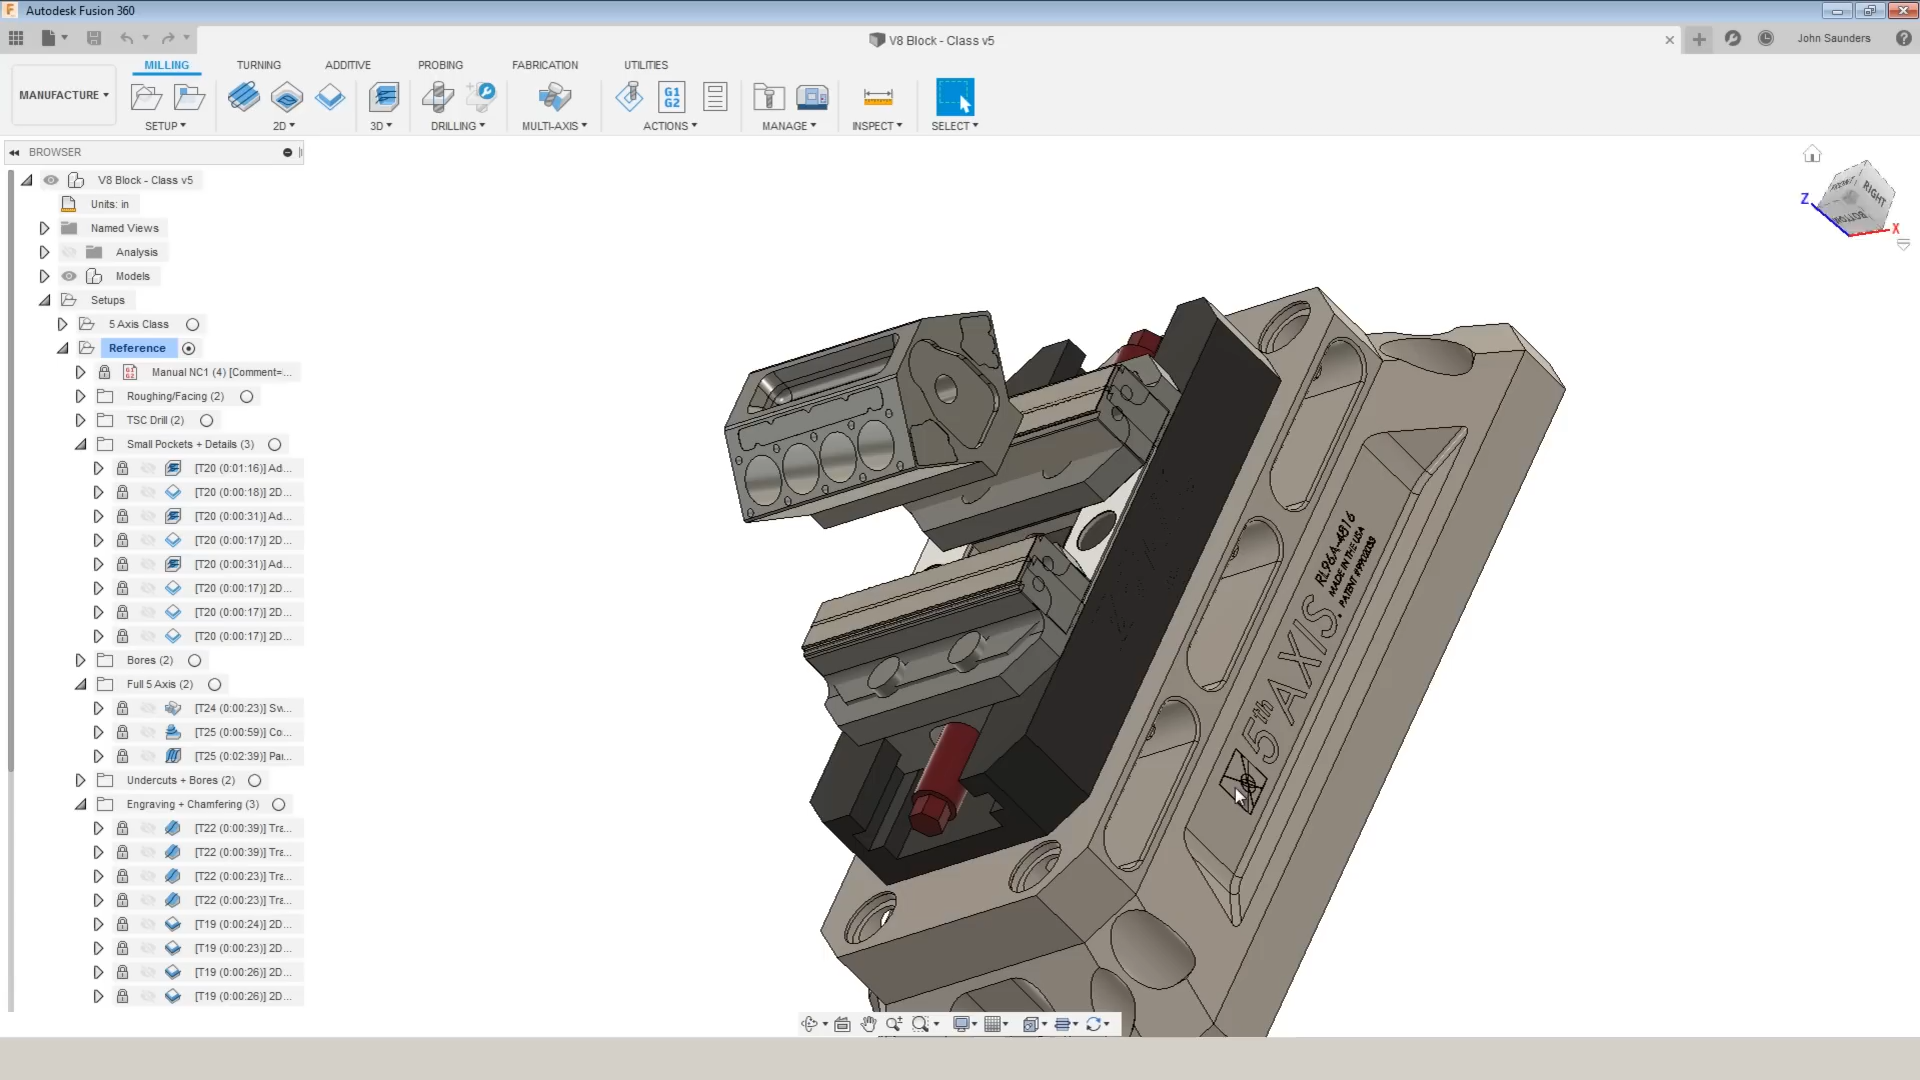 Autodesk Fusion 360
V8 Block - Class v5
John Saunders
MANUFACTURE
MILLING
TURNING
ADDITIVE
PROBING
FABRICATION
UTILITIES
G1
G2
SETUP
2D
3D
DRILLING
MULTI-AXIS
ACTIONS
MANAGE
INSPECT
SELECT
BROWSER
V8 Block - Class v5
Units: in
Named Views
Analysis
Models
Setups
5 Axis Class
Reference
Manual NC1 (4) [Comment=...
Roughing/Facing (2)
TSC Drill (2)
Small Pockets + Details (3)
[T20 (0:01:16)] Ad...
[T20 (0:00:18)] 2D...
[T20 (0:00:31)] Ad...
[T20 (0:00:17)] 2D...
[T20 (0:00:31)] Ad...
[T20 (0:00:17)] 2D...
[T20 (0:00:17)] 2D...
[T20 (0:00:17)] 2D...
Bores (2)
Full 5 Axis (2)
[T24 (0:00:23)] Sw...
[T25 (0:00:59)] Co...
[T25 (0:02:39)] Pa...
Undercuts + Bores (2)
Engraving + Chamfering (3)
[T22 (0:00:39)] Tra...
[T22 (0:00:39)] Tra...
[T22 (0:00:23)] Tra...
[T22 (0:00:23)] Tra...
[T19 (0:00:24)] 2D...
[T19 (0:00:23)] 2D...
[T19 (0:00:26)] 2D...
[T19 (0:00:26)] 2D...
FRONT
RIGHT
BOTTOM
Z
X
5th AXIS.
RL96A-4816
MADE IN THE USA